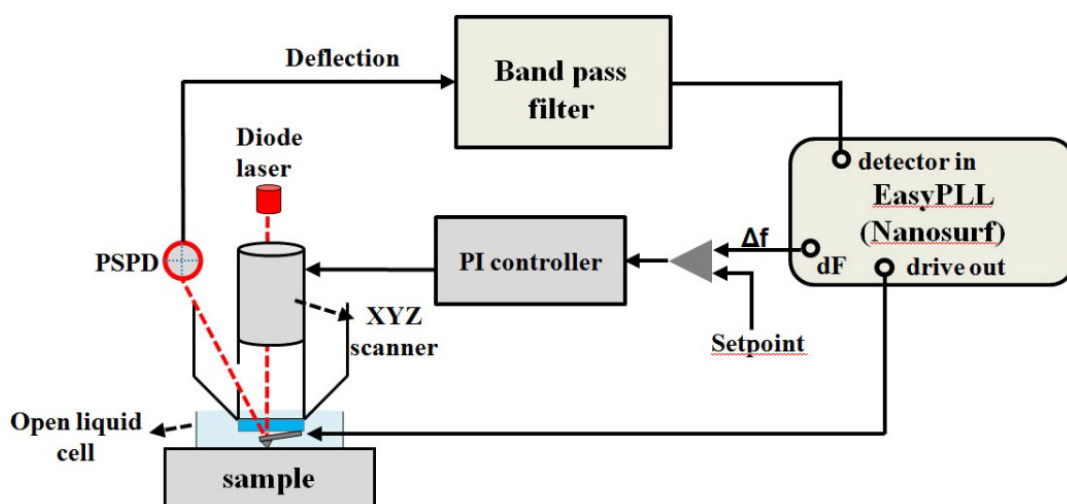 Deflection
Band pass
filter
Diode
laser
detector in
EasyPLL
(Nanosurf)
PSPD
PI controller
Δf
dF
drive out
XYZ
scanner
Setpoint
Open liquid
cell
sample